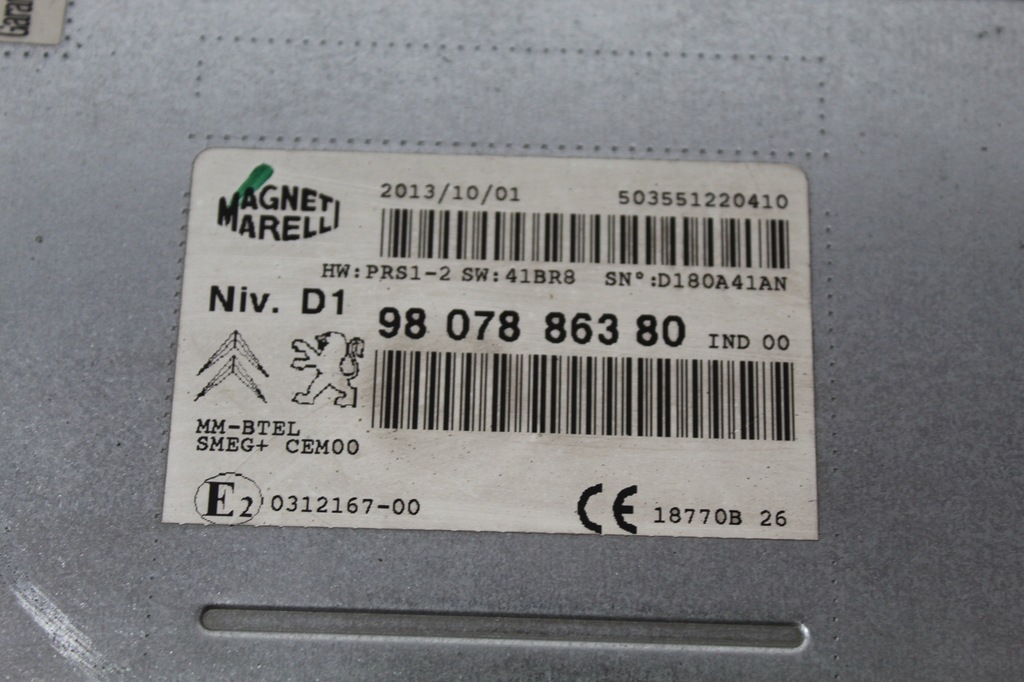 MAGNETI
MARELLI
2013/10/01 503551220410
HW:PRS1-2 SW:41BR8 SN°:D180A41AN
Niv. D1
98 078 863 80 IND 00
MM-BTEL
SMEG+ CEM00
E2 0312167-00
CE 18770B 26